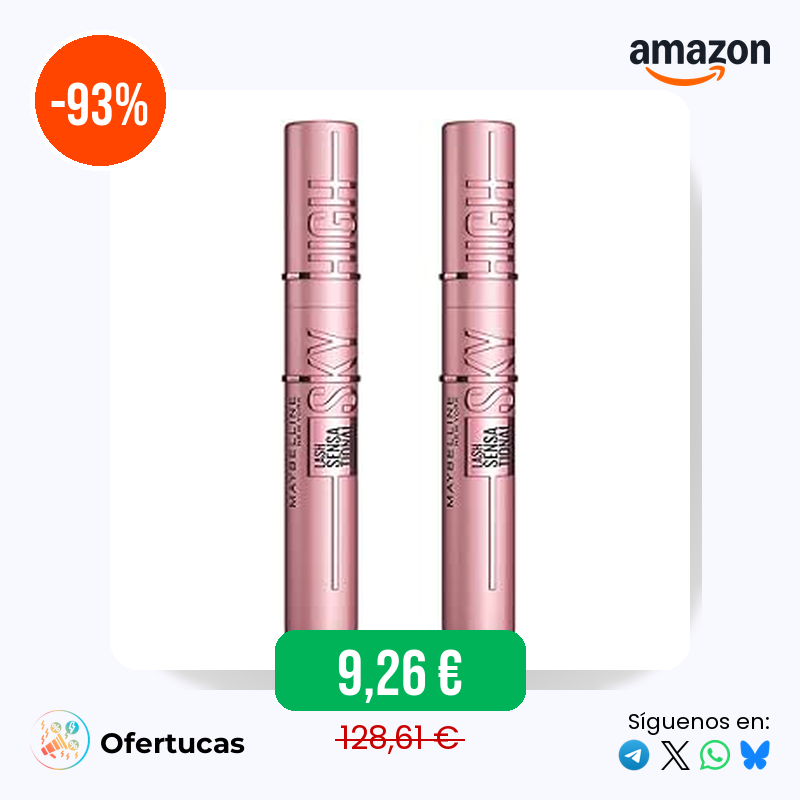 -93%
amazon
SKY HIGH
MAYBELLINE
NEW YORK
LASH
SENSA
TIONAL
SKY HIGH
MAYBELLINE
NEW YORK
LASH
SENSA
TIONAL
9,26 €
128,61 €
Ofertucas
Síguenos en: